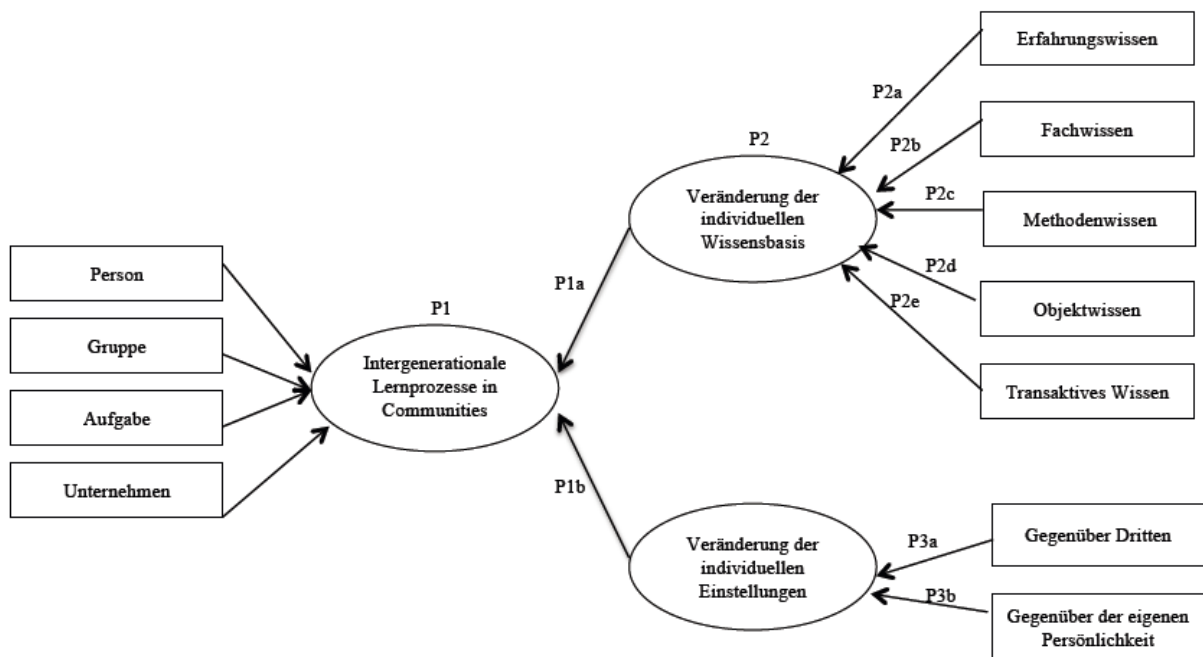 Person
Gruppe
Aufgabe
Unternehmen
P1
Intergenerationale
Lernprozesse in
Communities
P1a
P1b
P2
Veränderung der
individuellen
Wissensbasis
Veränderung der
individuellen
Einstellungen
P2a
P2b
P2c
P2d
P2e
P3a
P3b
Erfahrungswissen
Fachwissen
Methodenwissen
Objektwissen
Transaktives Wissen
Gegenüber Dritten
Gegenüber der eigenen
Persönlichkeit